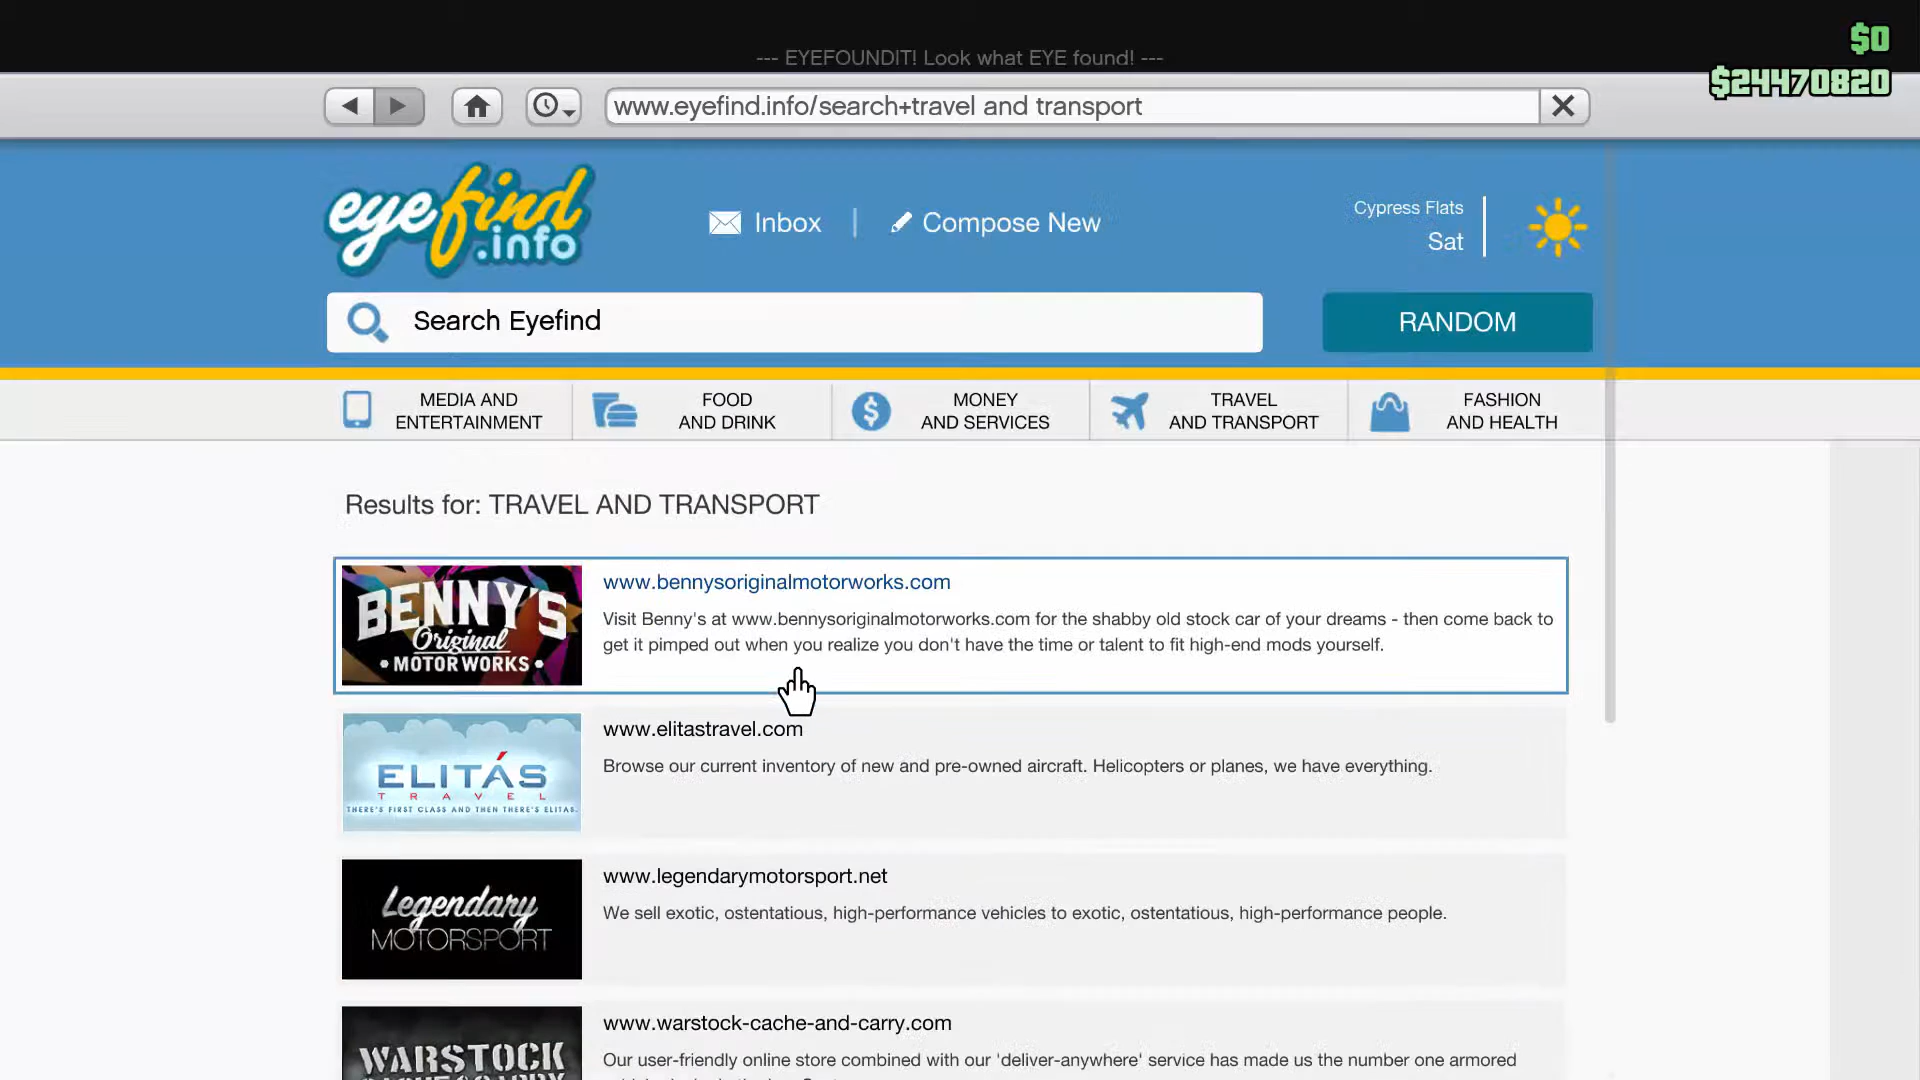 $0
--- EYEFOUNDIT! Look what EYE found! ---
$24470820
www.eyefind.info/search+travel and transport
eyefind
.info
Inbox
Compose New
Cypress Flats
Sat
Search Eyefind
RANDOM
MEDIA AND
ENTERTAINMENT
FOOD
AND DRINK
MONEY
AND SERVICES
TRAVEL
AND TRANSPORT
FASHION
AND HEALTH
Results for: TRAVEL AND TRANSPORT
BENNY'S
Original
MOTOR WORKS
www.bennysoriginalmotorworks.com
Visit Benny's at www.bennysoriginalmotorworks.com for the shabby old stock car of your dreams - then come back to
get it pimped out when you realize you don't have the time or talent to fit high-end mods yourself.
ELITÁS
TRAVEL
THERE'S FIRST CLASS AND THEN THERE'S ELITAS.
www.elitastravel.com
Browse our current inventory of new and pre-owned aircraft. Helicopters or planes, we have everything.
Legendary
MOTORSPORT
www.legendarymotorsport.net
We sell exotic, ostentatious, high-performance vehicles to exotic, ostentatious, high-performance people.
WARSTOCK
www.warstock-cache-and-carry.com
Our user-friendly online store combined with our 'deliver-anywhere' service has made us the number one armored